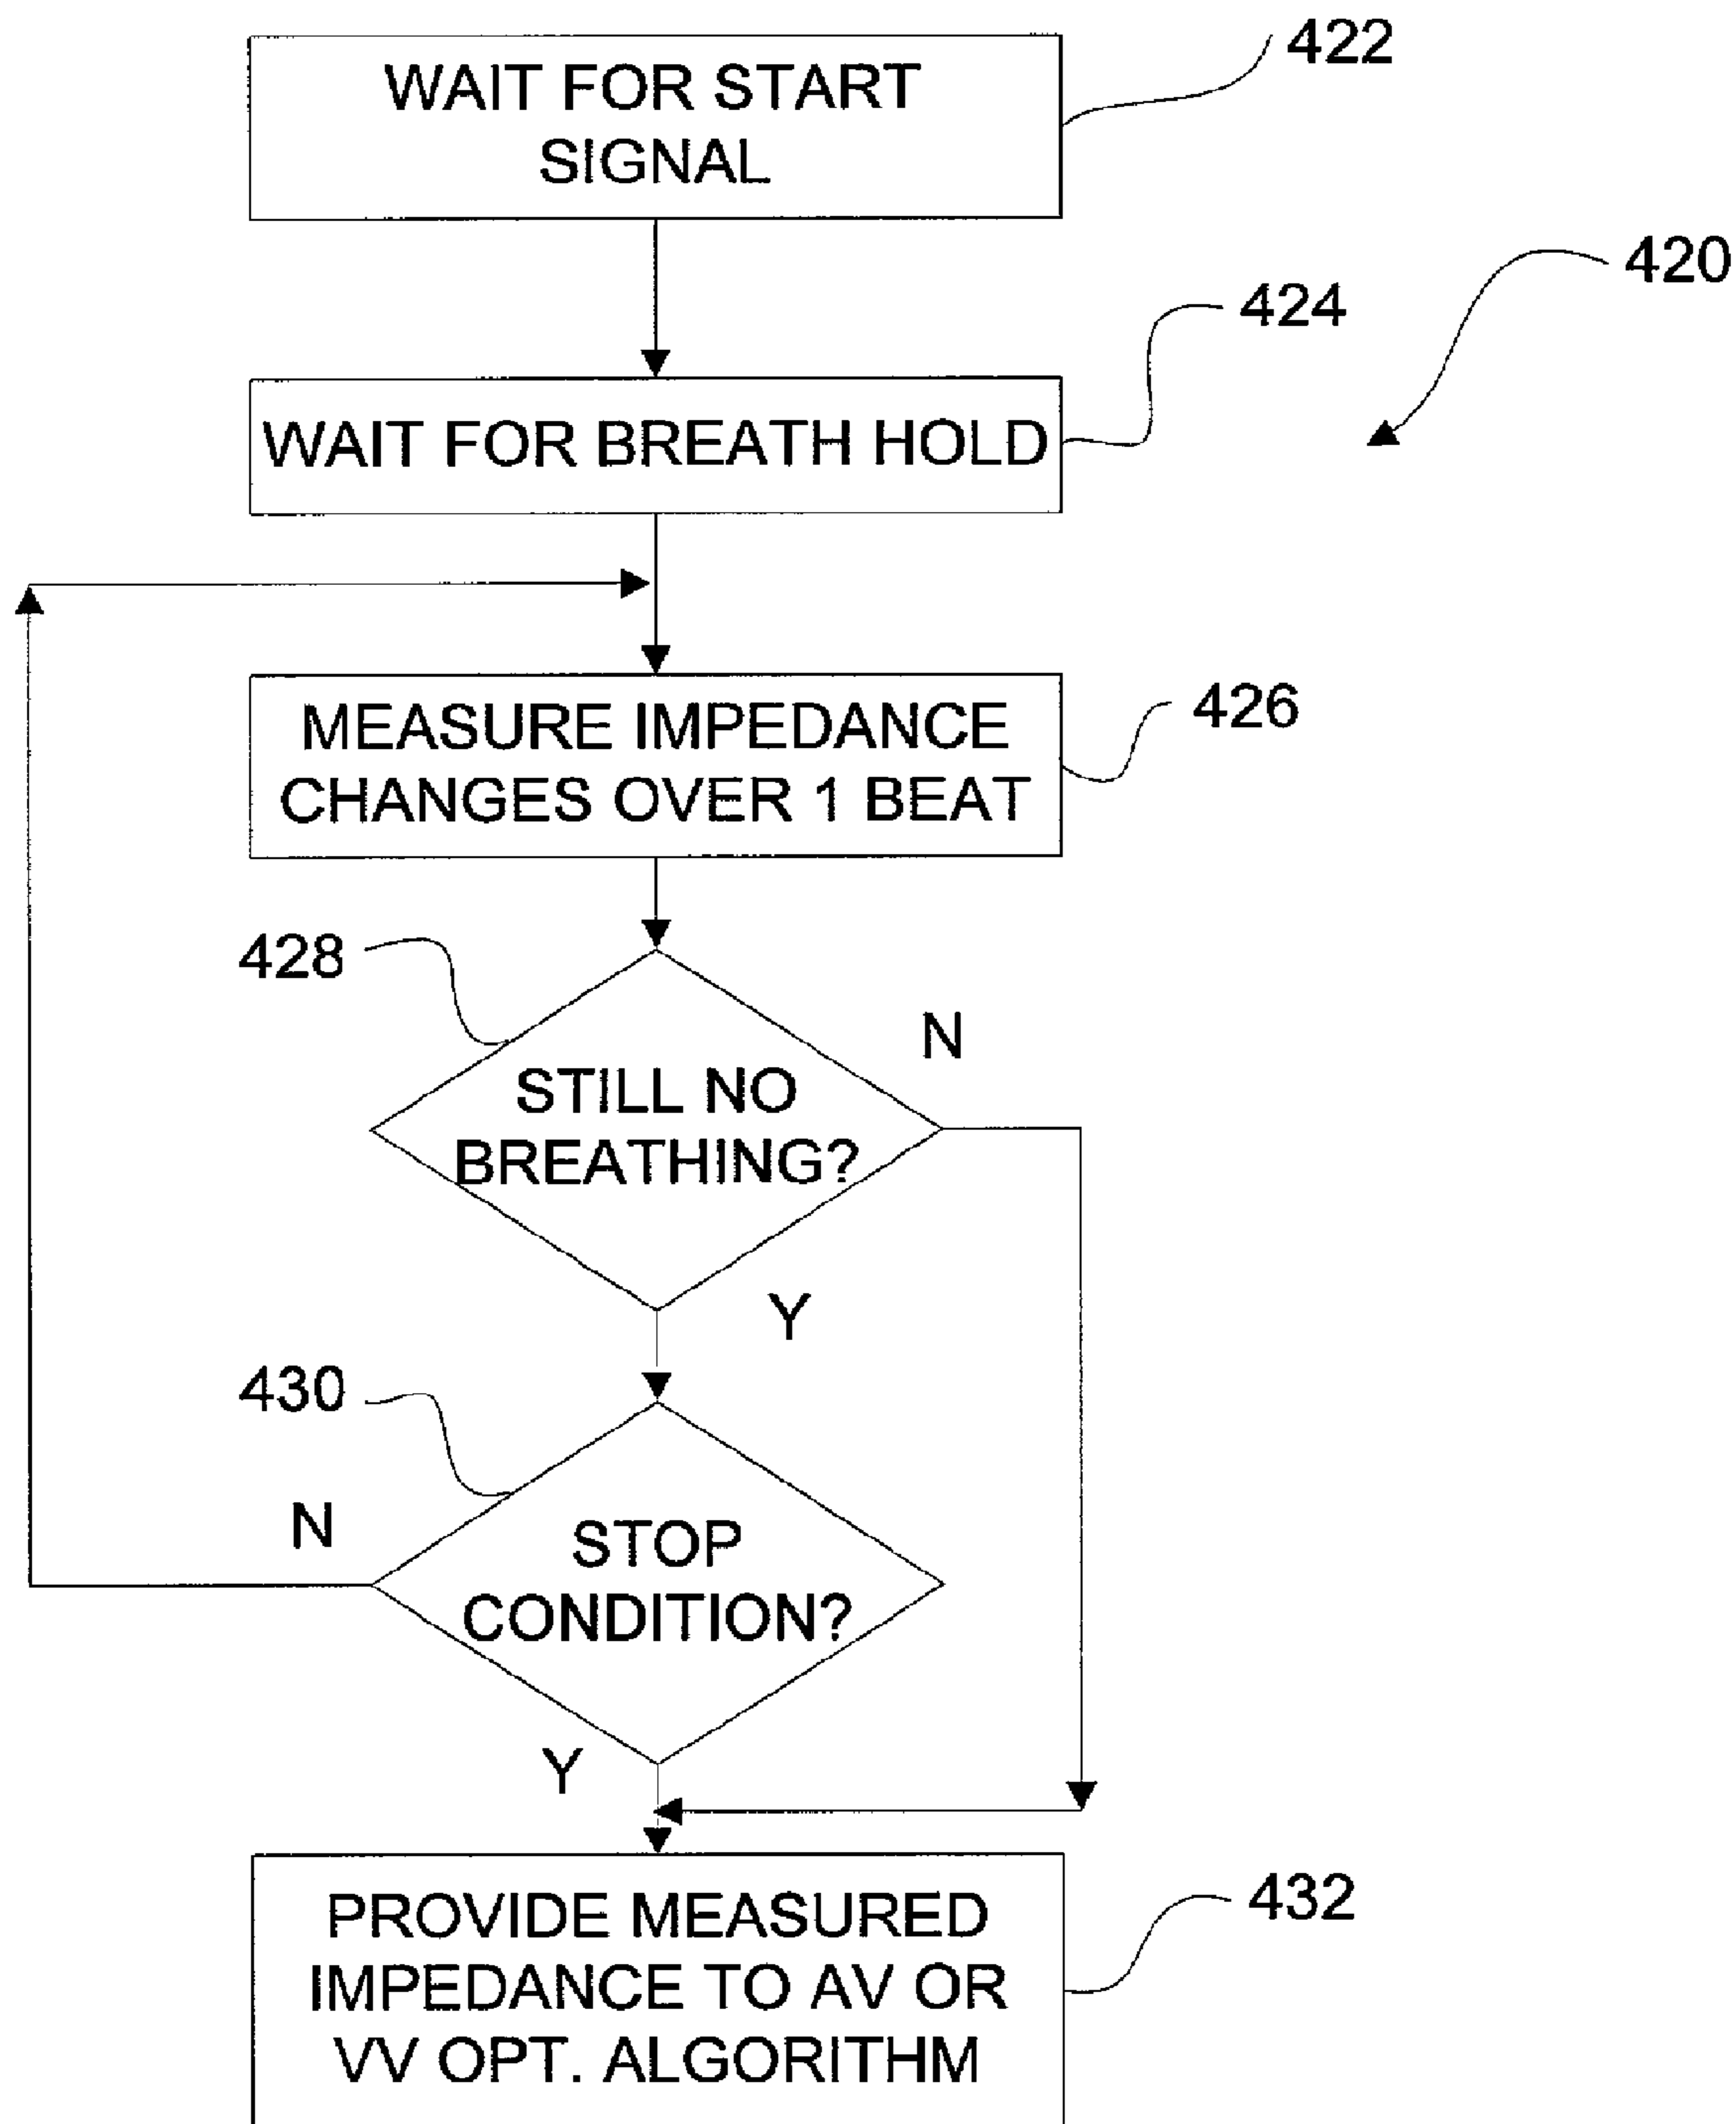 WAIT FOR START
SIGNAL
422
420
424
WAIT FOR BREATH HOLD
426
MEASURE IMPEDANCE
CHANGES OVER 1 BEAT
428
N
STILL NO
BREATHING?
Y
430
N
STOP
CONDITION?
Y
432
PROVIDE MEASURED
IMPEDANCE TO AV OR
VV OPT. ALGORITHM